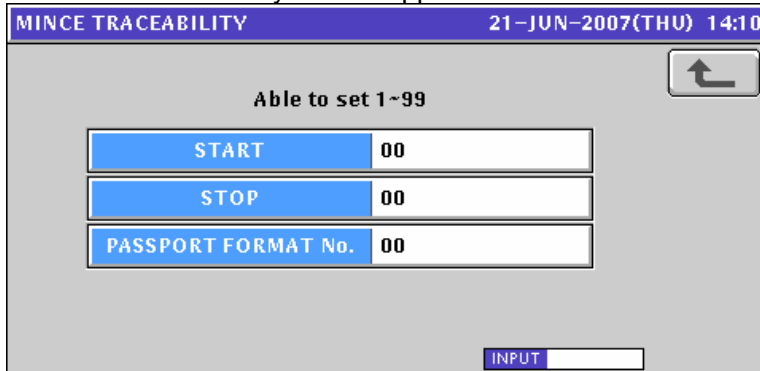 MINCE TRACEABILITY 21-JUN-2007(THU) 14:10
Able to set 1~99
START 00
STOP 00
PASSPORT FORMAT No. 00
INPUT